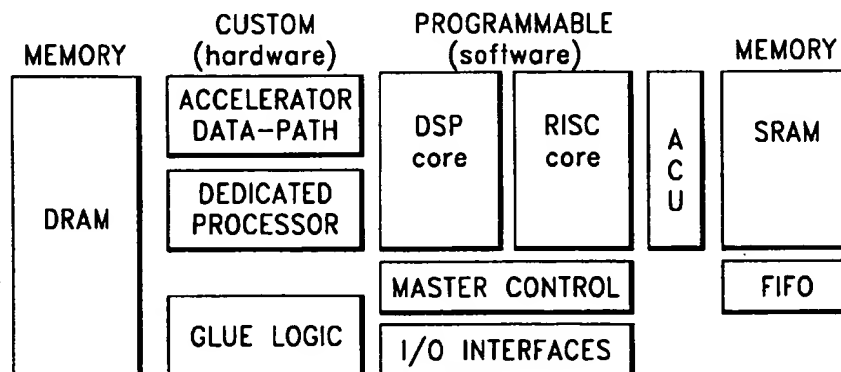 MEMORY
CUSTOM
(hardware)
PROGRAMMABLE
(software)
MEMORY
DRAM
ACCELERATOR
DATA-PATH
DEDICATED
PROCESSOR
GLUE LOGIC
DSP
core
RISC
core
MASTER CONTROL
I/O INTERFACES
A
C
U
SRAM
FIFO